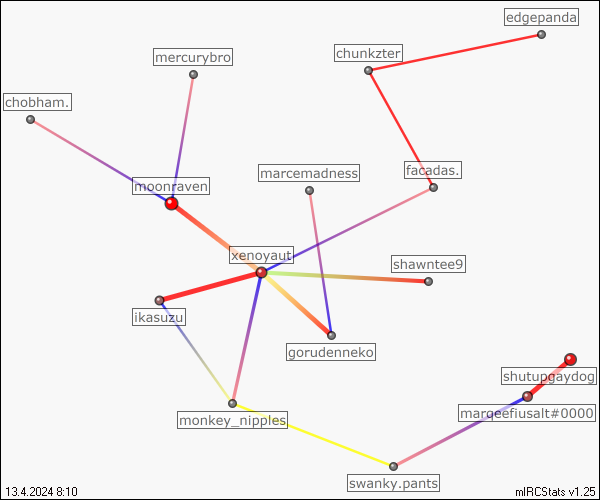 edgepanda
chunkzter
mercurybro
chobham.
marcemadness
facadas.
moonraven
xenoyaut
shawntee9
ikasuzu
gorudenneko
shutupgaydog
marqeefiusalt#0000
monkey_nipples
swanky.pants
13.4.2024 8:10
mIRCStats v1.25